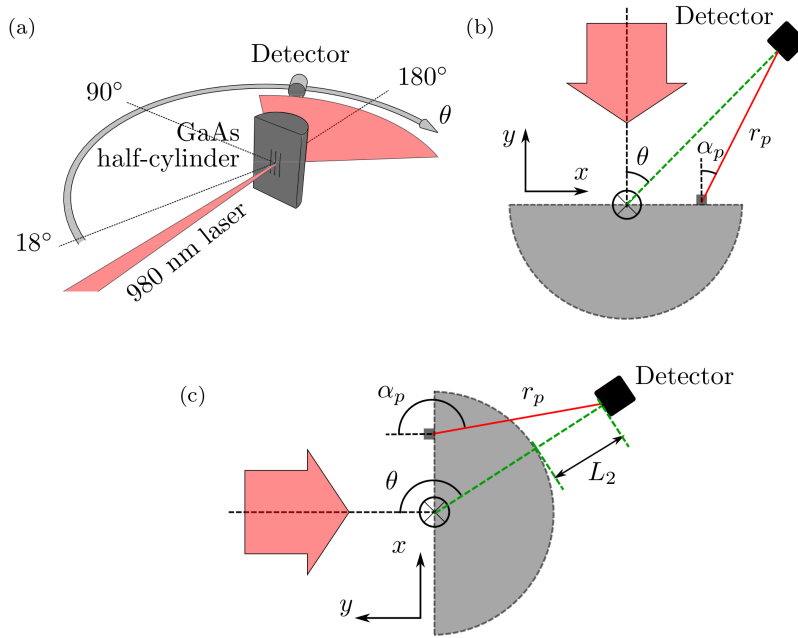 (a)
Detector
90°
180°
θ
GaAs
half-cylinder
18°
980 nm laser
(b)
Detector
y
x
θ
α_p
r_p
(c)
Detector
α_p
r_p
θ
L_2
x
y